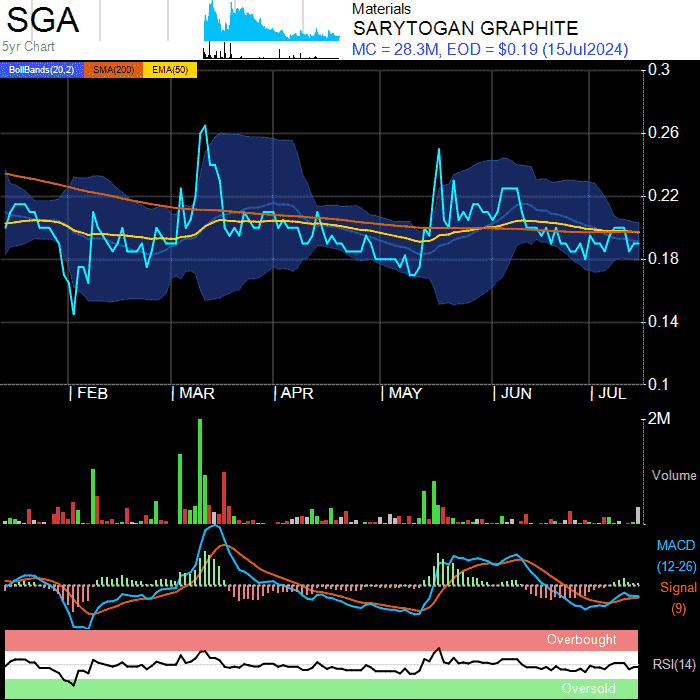 SGA
5yr Chart
Materials
SARYTOGAN GRAPHITE
MC = 28.3M, EOD = $0.19 (15Jul2024)
BollBands(20,2) SMA(200) EMA(50)
0.3
0.26
0.22
0.18
0.14
0.1
FEB MAR APR MAY JUN JUL
2M
Volume
MACD
(12-26)
Signal
(9)
Overbought
RSI(14)
Oversold